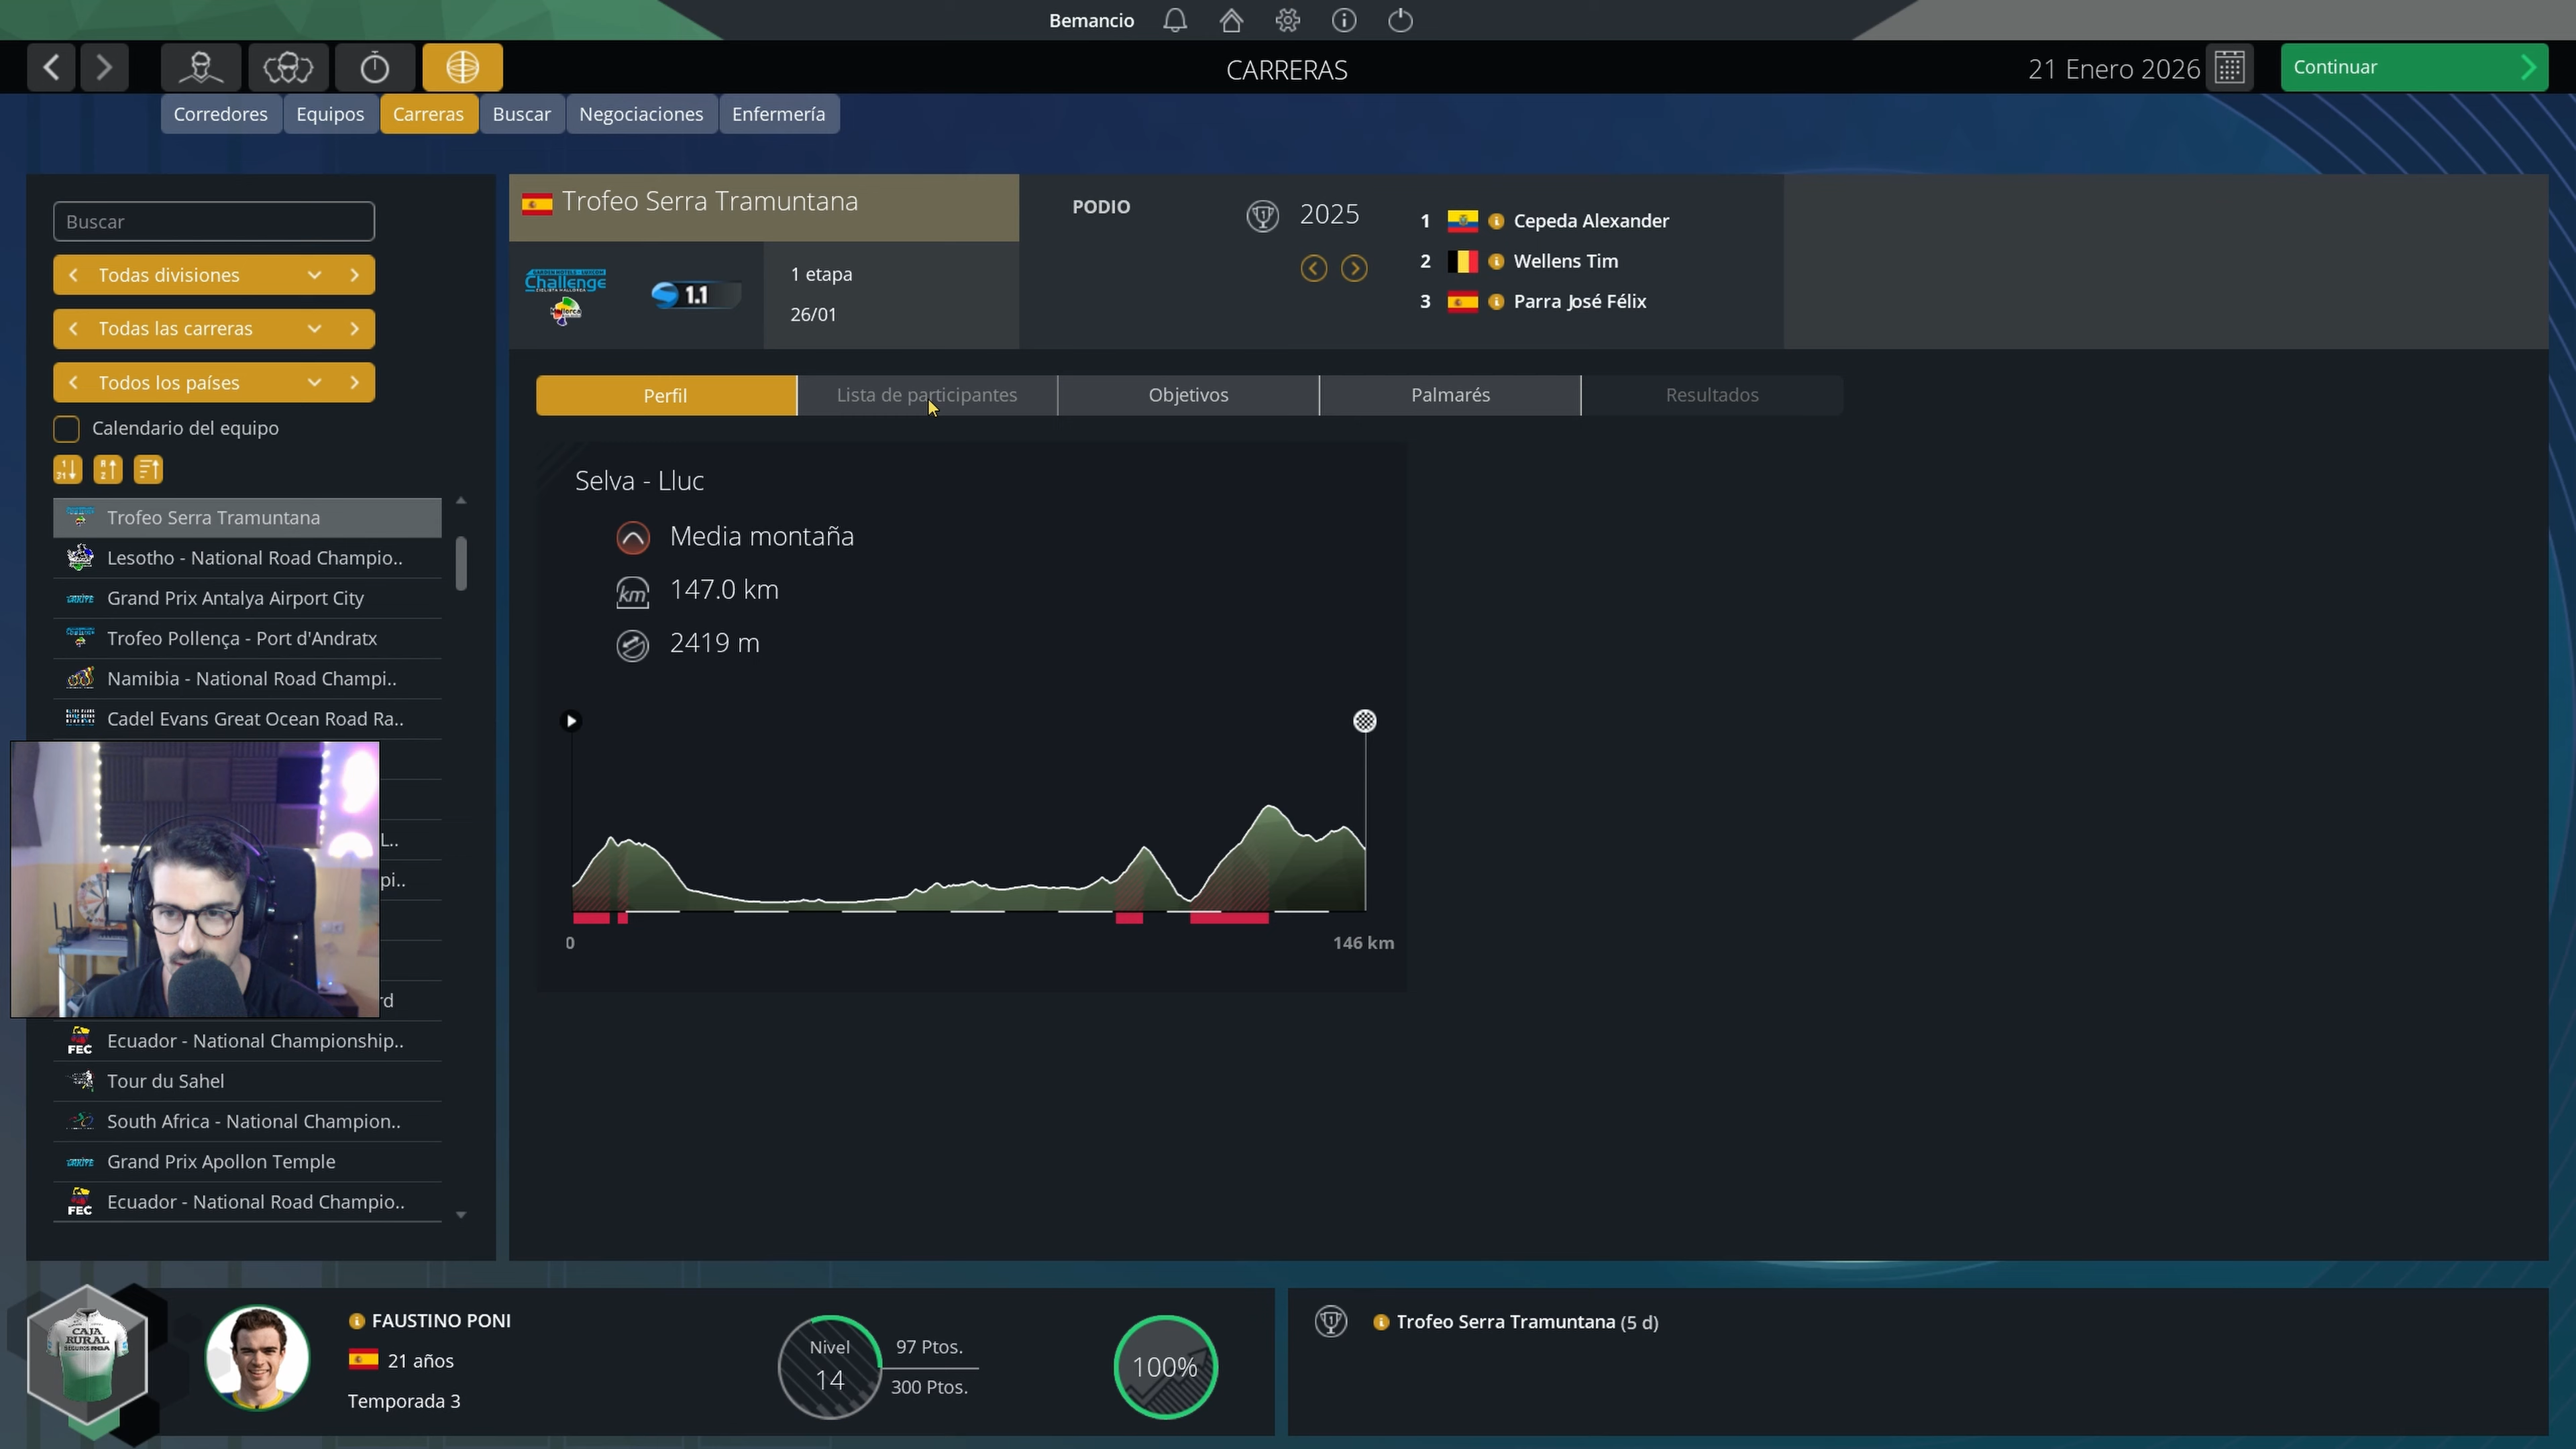 Bemancio
CARRERAS
21 Enero 2026
Continuar
Corredores
Equipos
Carreras
Buscar
Negociaciones
Enfermería
Buscar
Todas divisiones
Todas las carreras
Todos los países
Calendario del equipo
Trofeo Serra Tramuntana
Lesotho - National Road Champio..
Grand Prix Antalya Airport City
Trofeo Pollença - Port d'Andratx
Namibia - National Road Champi..
Cadel Evans Great Ocean Road Ra..
L..
pi..
rd
FEC
Ecuador - National Championship..
Tour du Sahel
South Africa - National Champion..
Grand Prix Apollon Temple
FEC
Ecuador - National Road Champio..
Trofeo Serra Tramuntana
Challenge
1.1
1 etapa
26/01
PODIO
2025
1 Cepeda Alexander
2 Wellens Tim
3 Parra José Félix
Perfil
Lista de participantes
Objetivos
Palmarés
Resultados
Selva - Lluc
Media montaña
km
147.0 km
2419 m
0
146 km
CAJA
RURAL
SEGUROS RGA
FAUSTINO PONI
21 años
Temporada 3
Nivel
14
97 Ptos.
300 Ptos.
100%
Trofeo Serra Tramuntana (5 d)